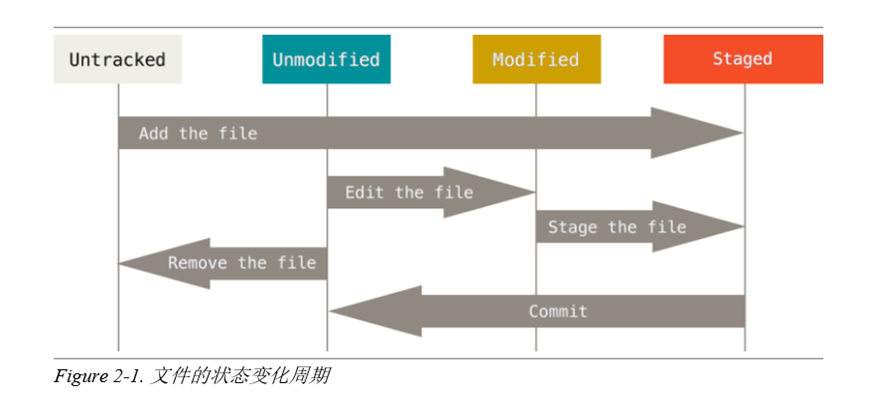 Untracked
Unmodified
Modified
Staged
Add the file
Edit the file
Stage the file
Remove the file
Commit
Figure 2-1. 文件的状态变化周期